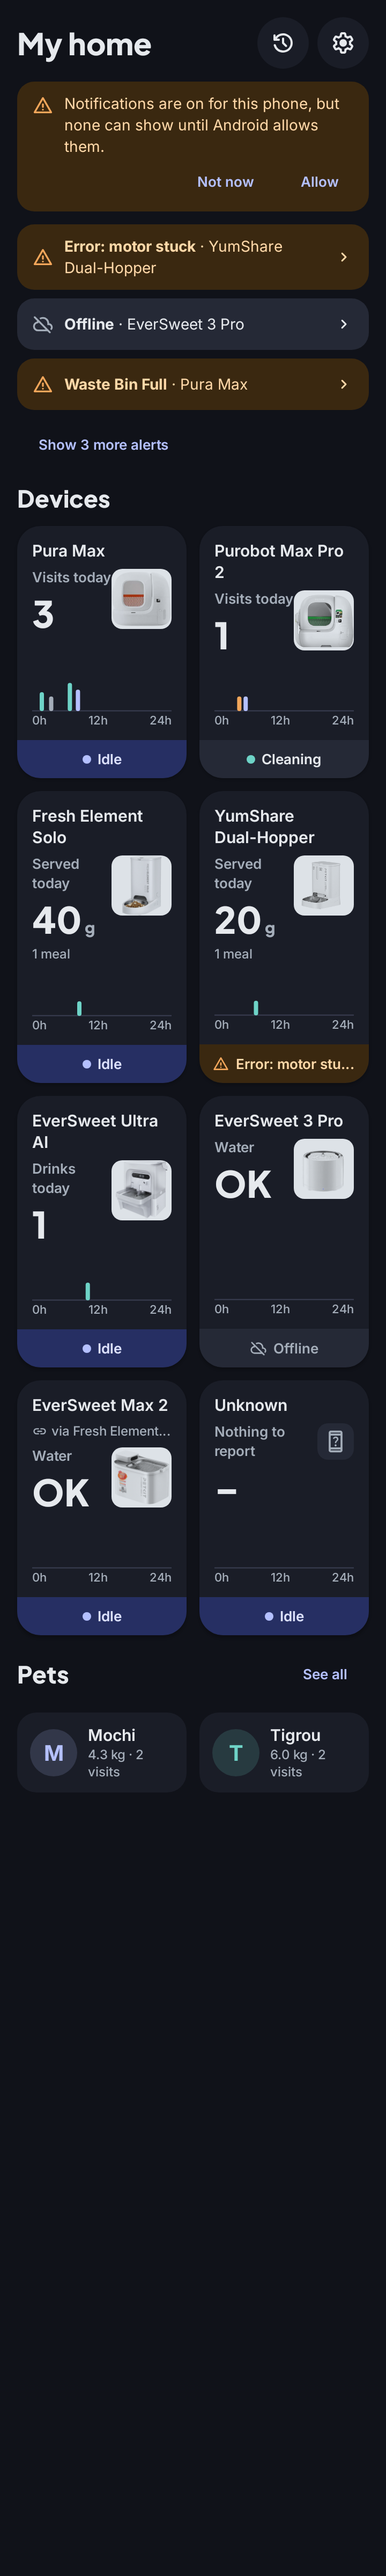 My home
Notifications are on for this phone, but
none can show until Android allows
them.
Not now
Allow
Error: motor stuck · YumShare
Dual-Hopper
Offline · EverSweet 3 Pro
Waste Bin Full · Pura Max
Show 3 more alerts
Devices
Pura Max
Visits today
3
0h 12h 24h
Idle
Purobot Max Pro
2
Visits today
1
0h 12h 24h
Cleaning
Fresh Element
Solo
Served
today
40 g
1 meal
0h 12h 24h
Idle
YumShare
Dual-Hopper
Served
today
20 g
1 meal
0h 12h 24h
Error: motor stu...
EverSweet Ultra
AI
Drinks
today
1
0h 12h 24h
Idle
EverSweet 3 Pro
Water
OK
0h 12h 24h
Offline
EverSweet Max 2
via Fresh Element...
Water
OK
0h 12h 24h
Idle
Unknown
Nothing to
report
–
0h 12h 24h
Idle
Pets
See all
M
Mochi
4.3 kg · 2
visits
T
Tigrou
6.0 kg · 2
visits